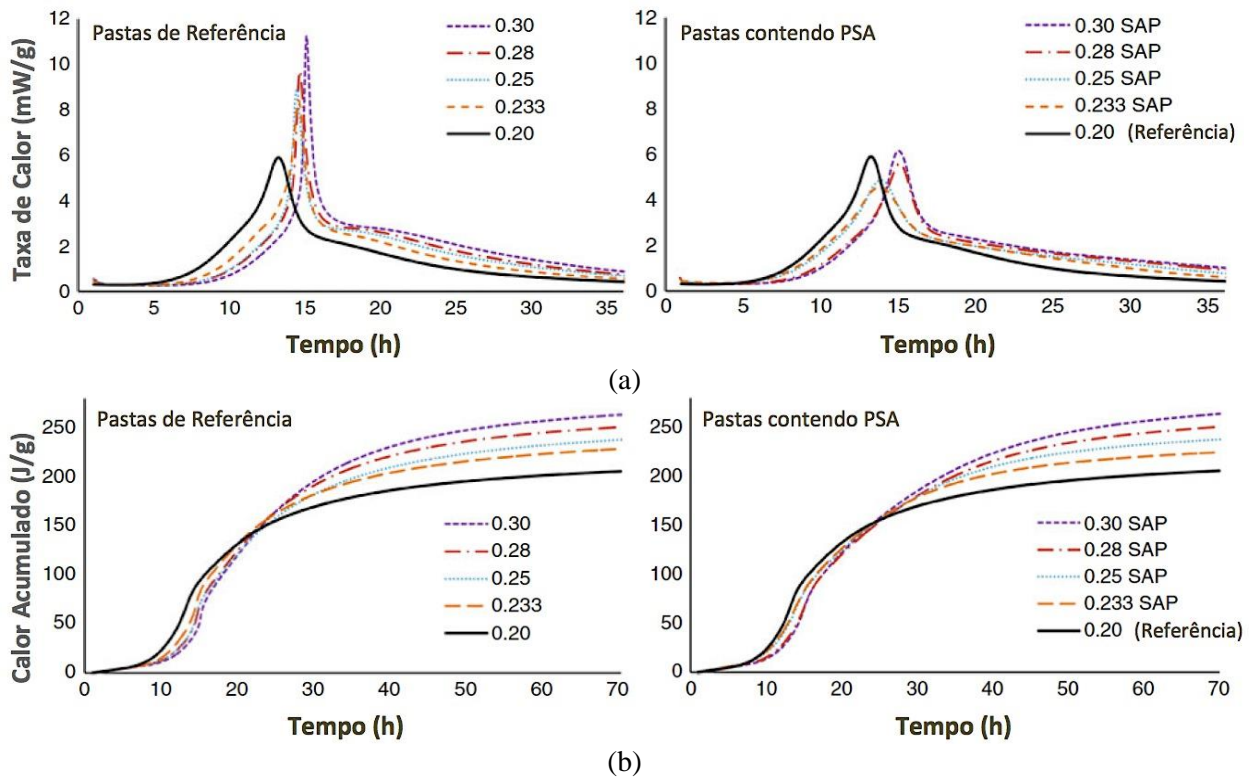 Pastas de Referência
Taxa de Calor (mW/g)
12
10
8
6
4
2
0
0 5 10 15 20 25 30 35
Tempo (h)
0.30
0.28
0.25
0.233
0.20
Pastas contendo PSA
12
10
8
6
4
2
0
0 5 10 15 20 25 30 35
Tempo (h)
0.30 SAP
0.28 SAP
0.25 SAP
0.233 SAP
0.20 (Referência)
(a)
Pastas de Referência
Calor Acumulado (J/g)
250
200
150
100
50
0
0 10 20 30 40 50 60 70
Tempo (h)
0.30
0.28
0.25
0.233
0.20
Pastas contendo PSA
250
200
150
100
50
0
0 10 20 30 40 50 60 70
Tempo (h)
0.30 SAP
0.28 SAP
0.25 SAP
0.233 SAP
0.20 (Referência)
(b)